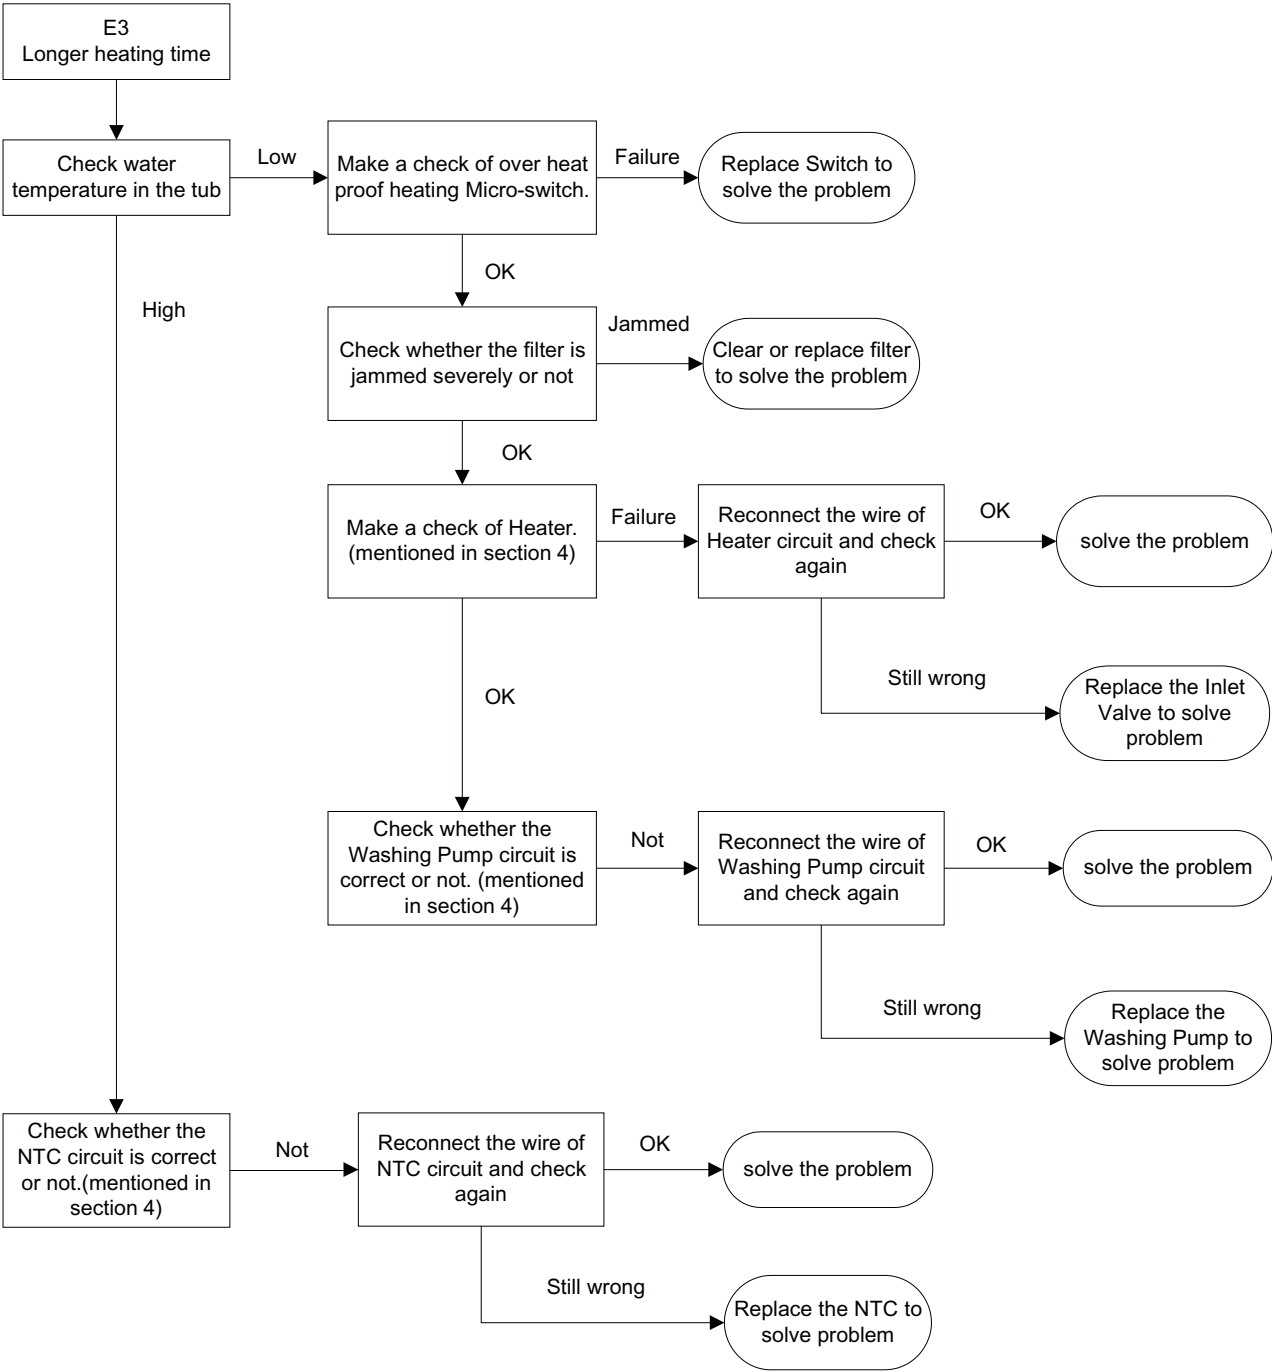 E3
Longer heating time
Check water
temperature in the tub
Low
Make a check of over heat
proof heating Micro-switch.
Failure
Replace Switch to
solve the problem
OK
High
Check whether the filter is
jammed severely or not
Jammed
Clear or replace filter
to solve the problem
OK
Make a check of Heater.
(mentioned in section 4)
Failure
Reconnect the wire of
Heater circuit and check
again
OK
solve the problem
Still wrong
Replace the Inlet
Valve to solve
problem
OK
Check whether the
Washing Pump circuit is
correct or not. (mentioned
in section 4)
Not
Reconnect the wire of
Washing Pump circuit
and check again
OK
solve the problem
Still wrong
Replace the
Washing Pump to
solve problem
Check whether the
NTC circuit is correct
or not.(mentioned in
section 4)
Not
Reconnect the wire of
NTC circuit and check
again
OK
solve the problem
Still wrong
Replace the NTC to
solve problem